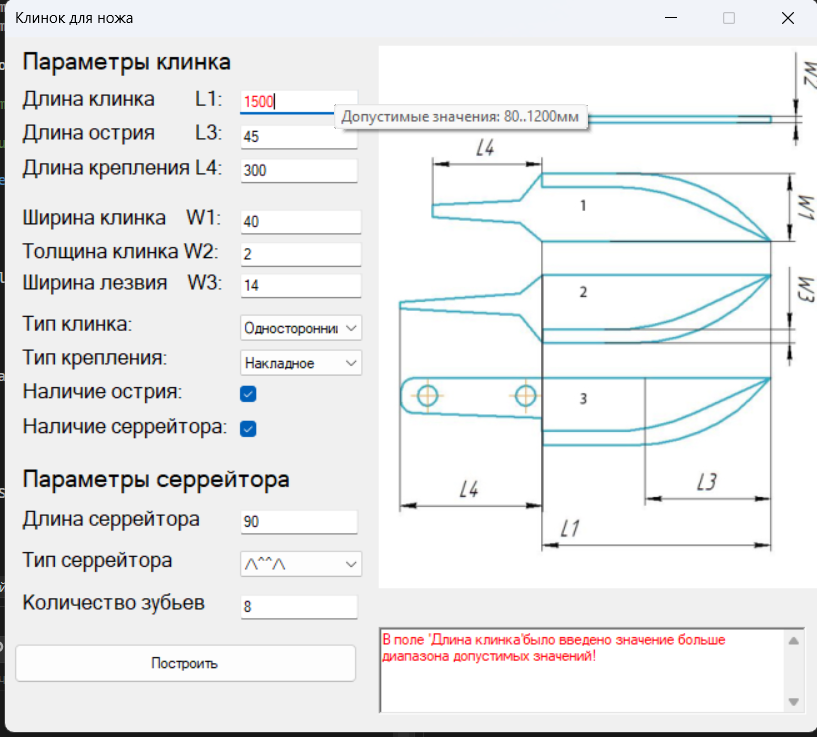 Клинок для ножа
Параметры клинка
Длина клинка L1: 1500
Допустимые значения: 80..1200мм
Длина острия L3: 45
Длина крепления L4: 300
Ширина клинка W1: 40
Толщина клинка W2: 2
Ширина лезвия W3: 14
Тип клинка: Односторонни
Тип крепления: Накладное
Наличие острия:
Наличие серрейтора:
Параметры серрейтора
Длина серрейтора 90
Тип серрейтора /\^^/\
Количество зубьев 8
Построить
W2
L4
1
W1
2
W3
3
L4
L3
L1
В поле 'Длина клинка'было введено значение больше
диапазона допустимых значений!